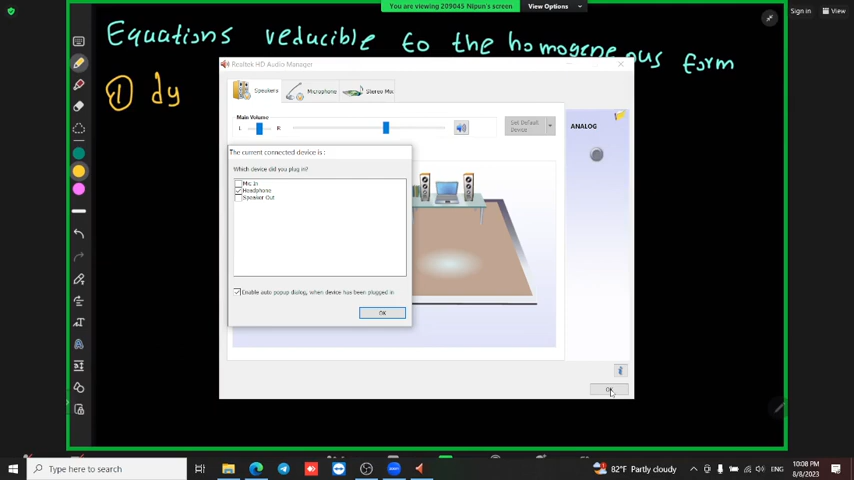 You are viewing 209045 Nipun's screen
View Options
Sign in
View
Equations reducible to the homogeneous form
① dy
Realtek HD Audio Manager
Speakers
Microphone
Stereo Mix
Main Volume
L
R
Set Default
Device
ANALOG
The current connected device is :
Which device did you plug in?
Mic In
Headphone
Speaker Out
Enable auto popup dialog, when device has been plugged in
OK
OK
Type here to search
82°F Partly cloudy
ENG
10:08 PM
8/8/2023